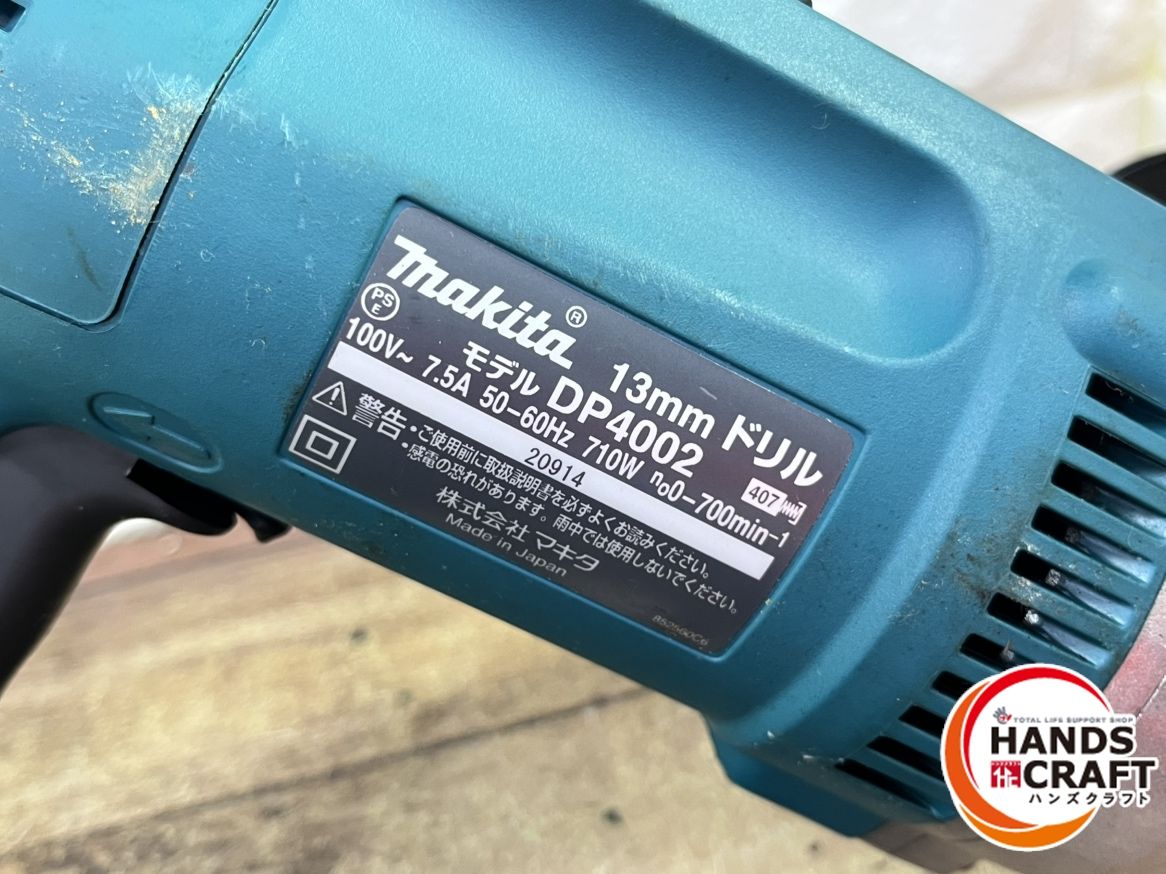 makita®
PS
E
13mm ドリル
モデル DP4002
407
100V~ 7.5A 50-60Hz 710W n₀0-700min-1
20914
警告
・ご使用前に取扱説明書を必ずよくお読みください。
・感電の恐れがあります。雨中では使用しないでください。
株式会社 マキタ
Made in Japan
852560C6
TOTAL LIFE SUPPORT SHOP
HANDS
CRAFT
ハンズクラフト